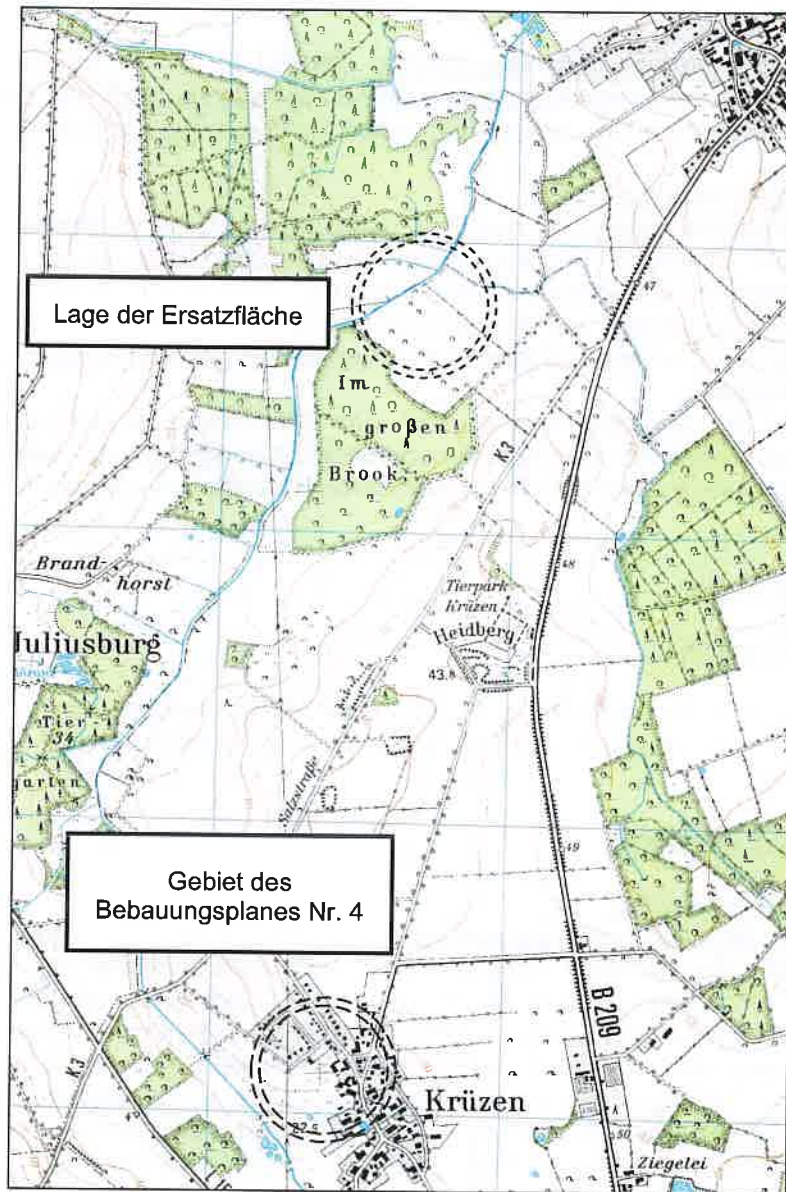 Lage der Ersatzfläche
47
Im
großen
Brook
K3
48
Brand-
horst
Tierpark
Krüzen
Heidberg
43.8
Juliusburg
Tier-
34
garten
Salzstraße
49
Gebiet des
Bebauungsplanes Nr. 4
B 209
K3
Krüzen
50
Ziegelei